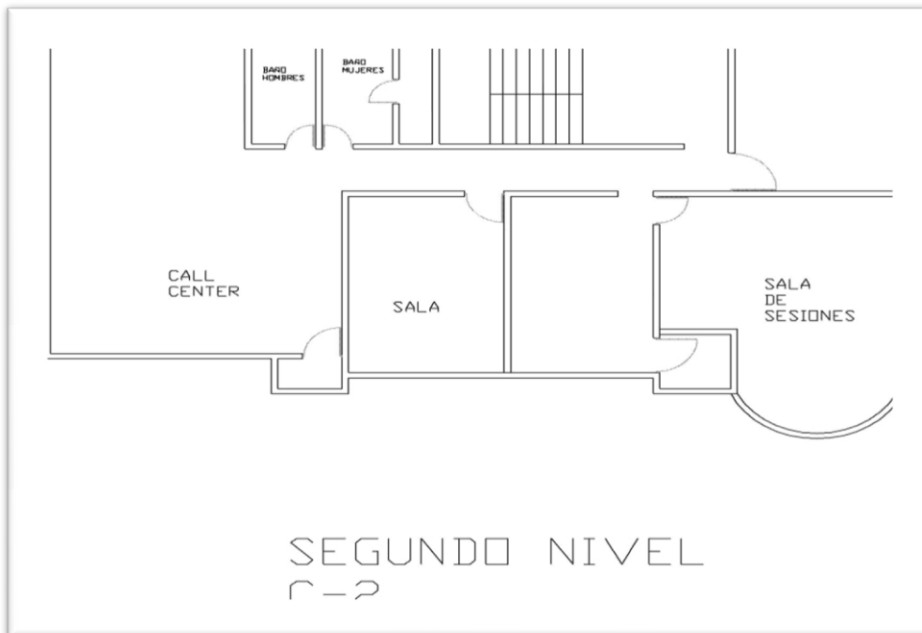 BAÑO
HOMBRES
BAÑO
MUJERES
CALL
CENTER
SALA
SALA
DE
SESIONES
SEGUNDO NIVEL